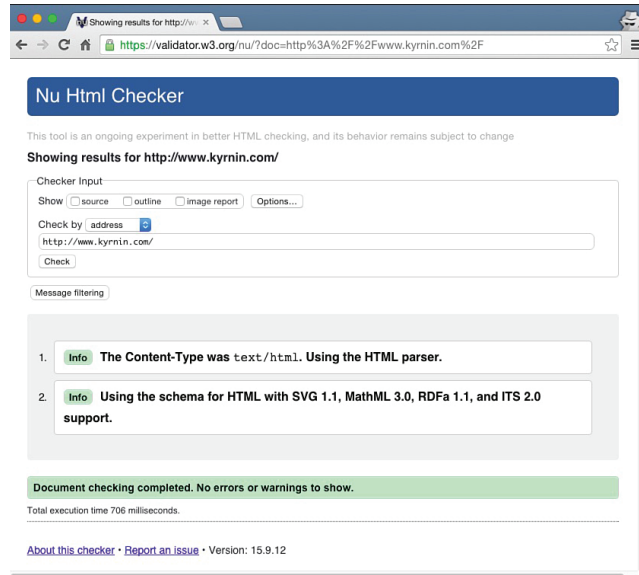 Showing results for http://w
https://validator.w3.org/nu/?doc=http%3A%2F%2Fwww.kyrnin.com%2F
Nu Html Checker
This tool is an ongoing experiment in better HTML checking, and its behavior remains subject to change
Showing results for http://www.kyrnin.com/
Checker Input
Show source outline image report Options...
Check by address
http://www.kyrnin.com/
Check
Message filtering
1. Info The Content-Type was text/html. Using the HTML parser.
2. Info Using the schema for HTML with SVG 1.1, MathML 3.0, RDFa 1.1, and ITS 2.0
support.
Document checking completed. No errors or warnings to show.
Total execution time 706 milliseconds.
About this checker • Report an issue • Version: 15.9.12